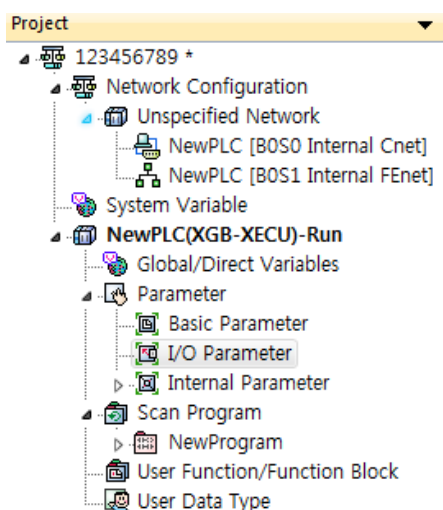 Project
123456789 *
Network Configuration
Unspecified Network
NewPLC [B0S0 Internal Cnet]
NewPLC [B0S1 Internal FEnet]
System Variable
NewPLC(XGB-XECU)-Run
Global/Direct Variables
Parameter
Basic Parameter
I/O Parameter
Internal Parameter
Scan Program
NewProgram
User Function/Function Block
User Data Type